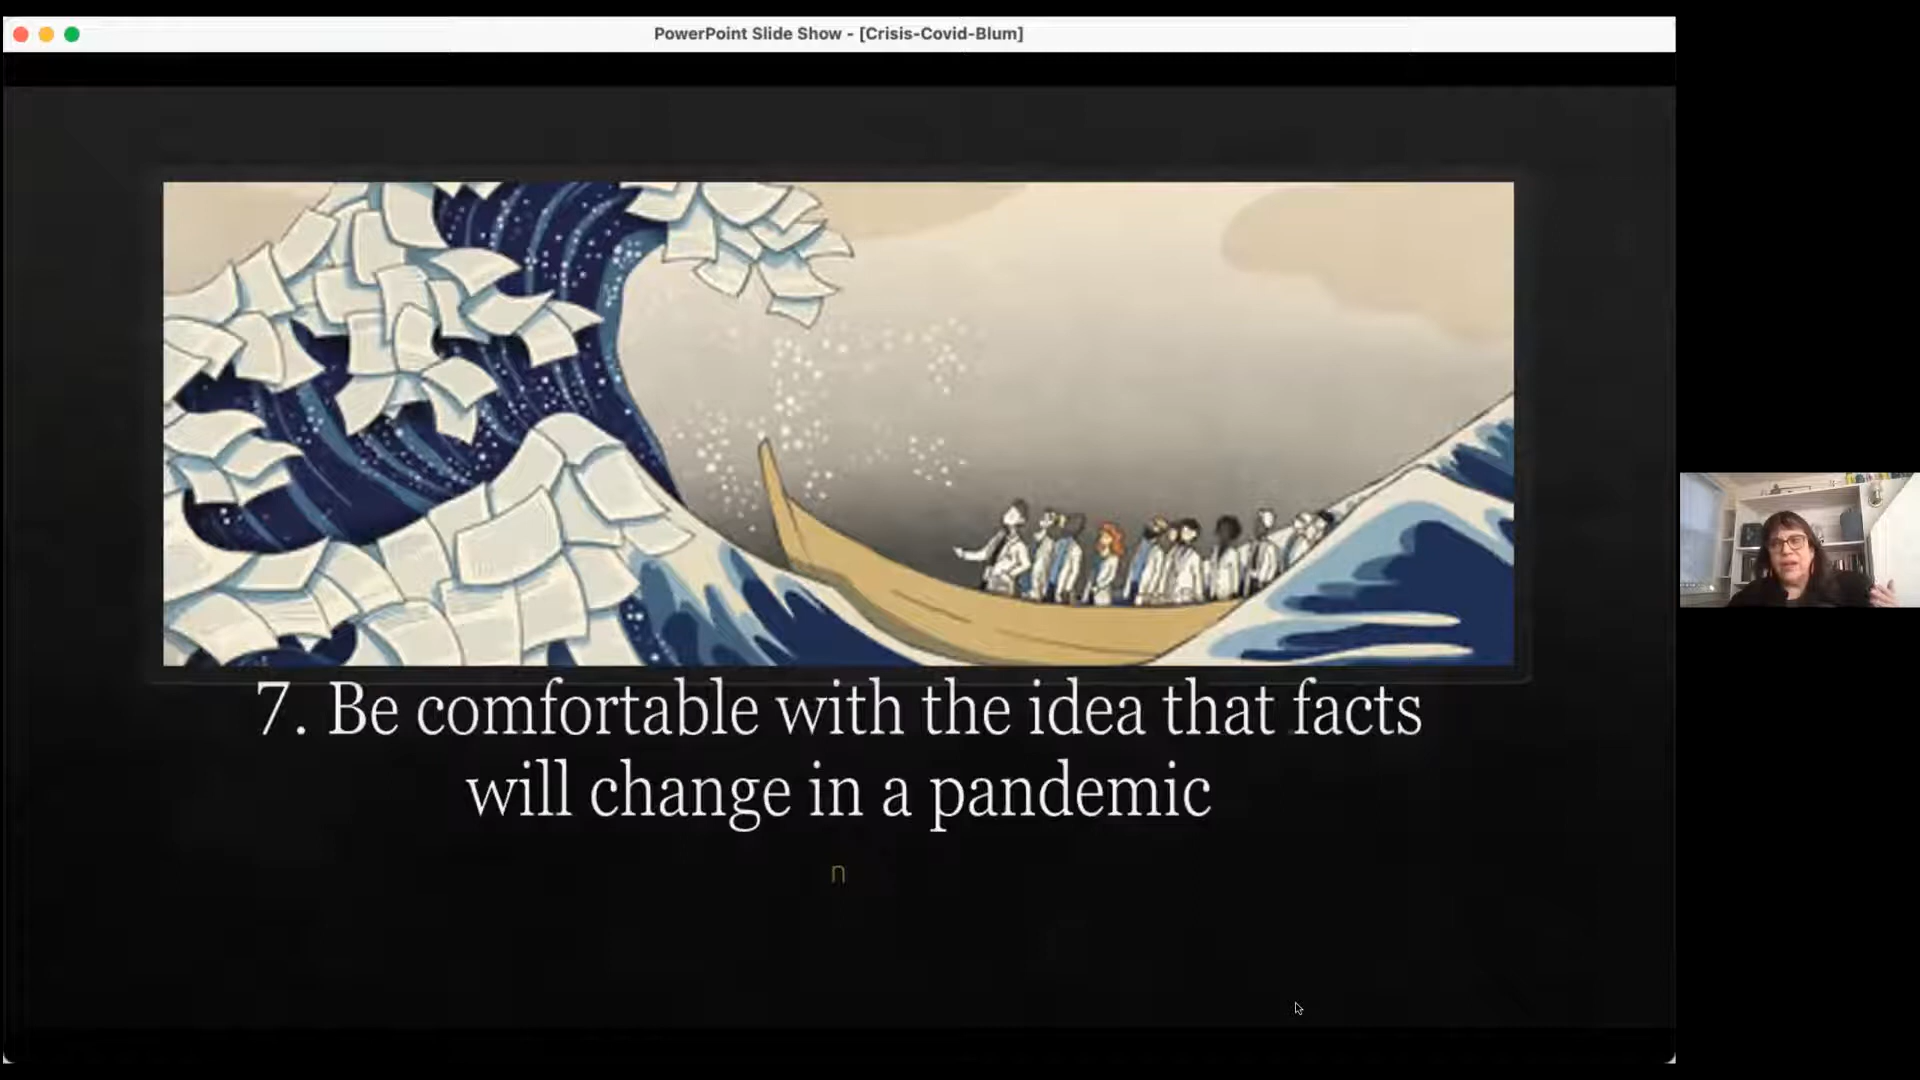 PowerPoint Slide Show - [Crisis-Covid-Blum]
7. Be comfortable with the idea that facts
will change in a pandemic
n